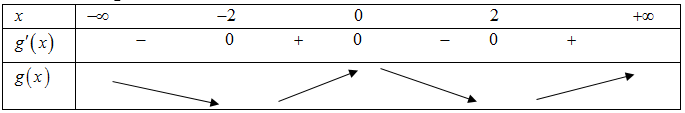 x −∞ −2 0 2 +∞
g′(x) − 0 + 0 − 0 +
g(x)